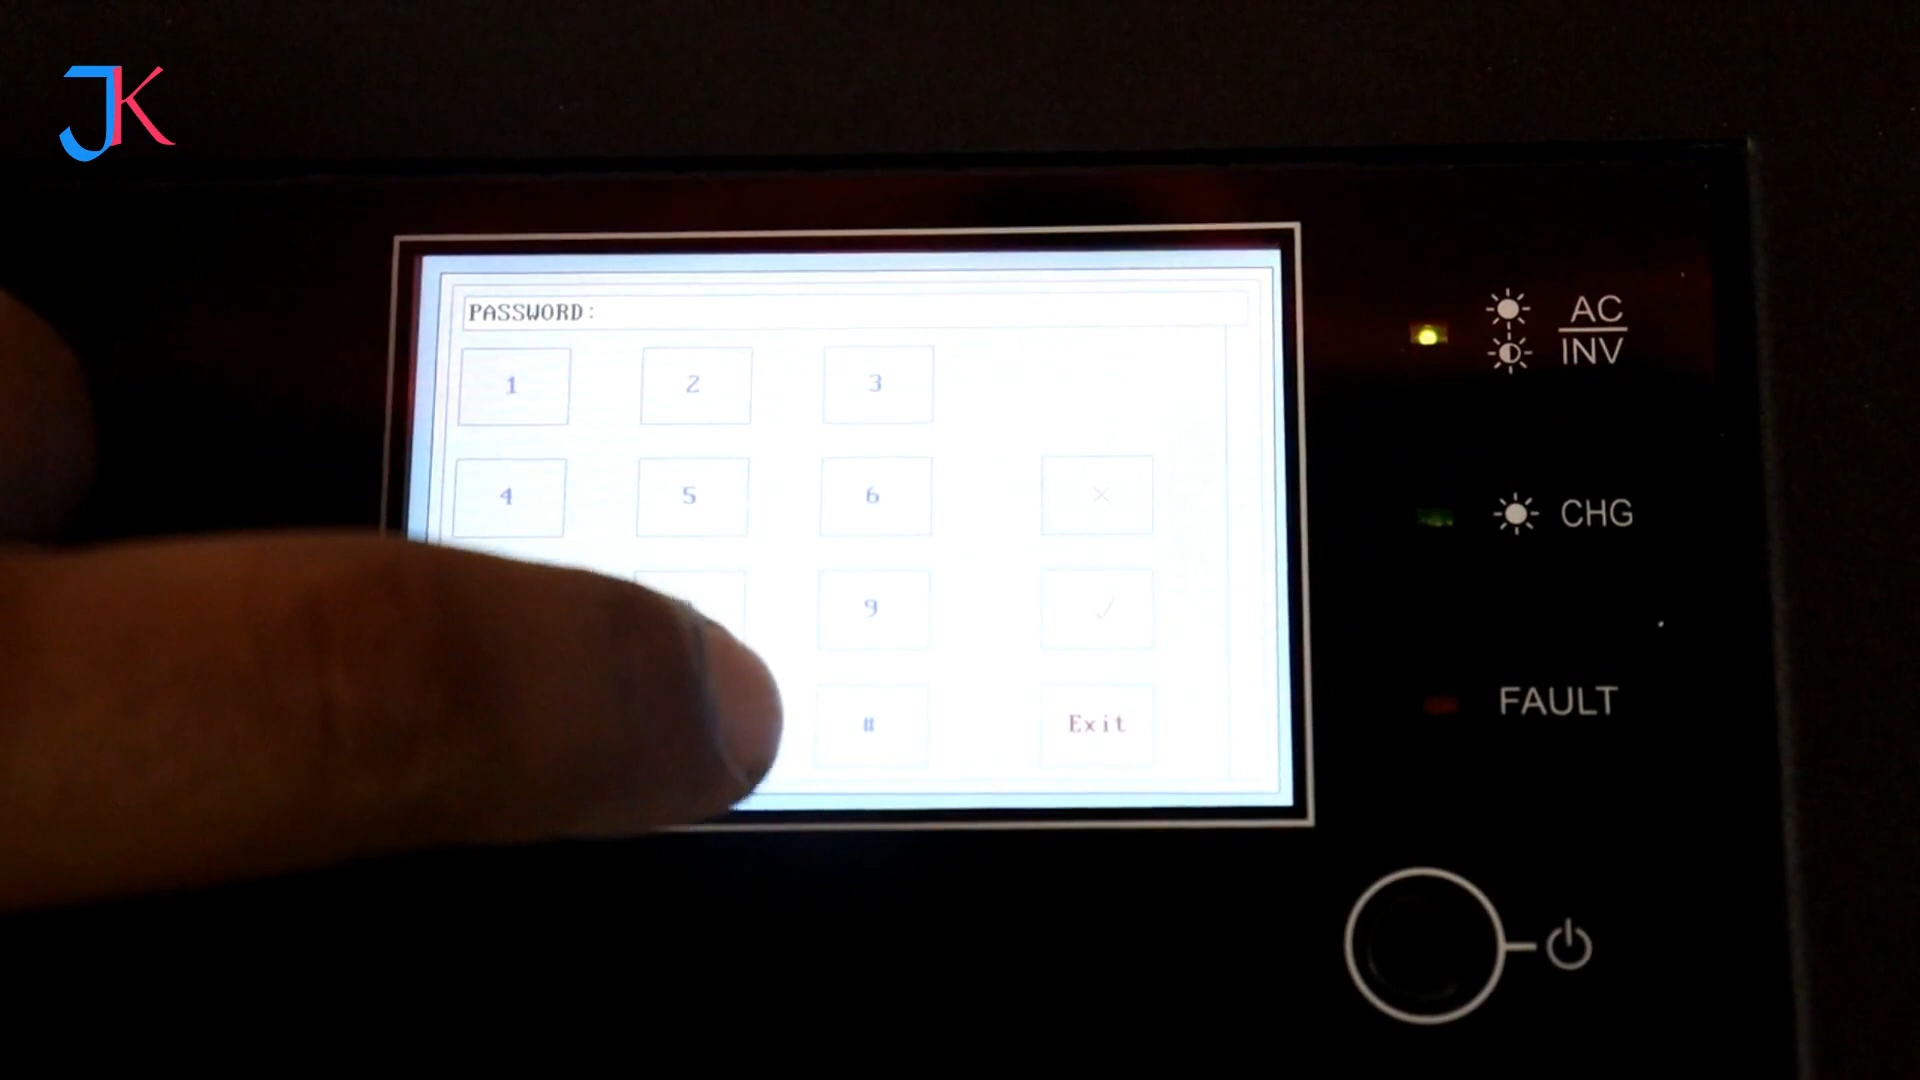 JK
PASSWORD:
1 2 3
4 5 6 ×
9 ✓
# Exit
AC
INV
CHG
FAULT